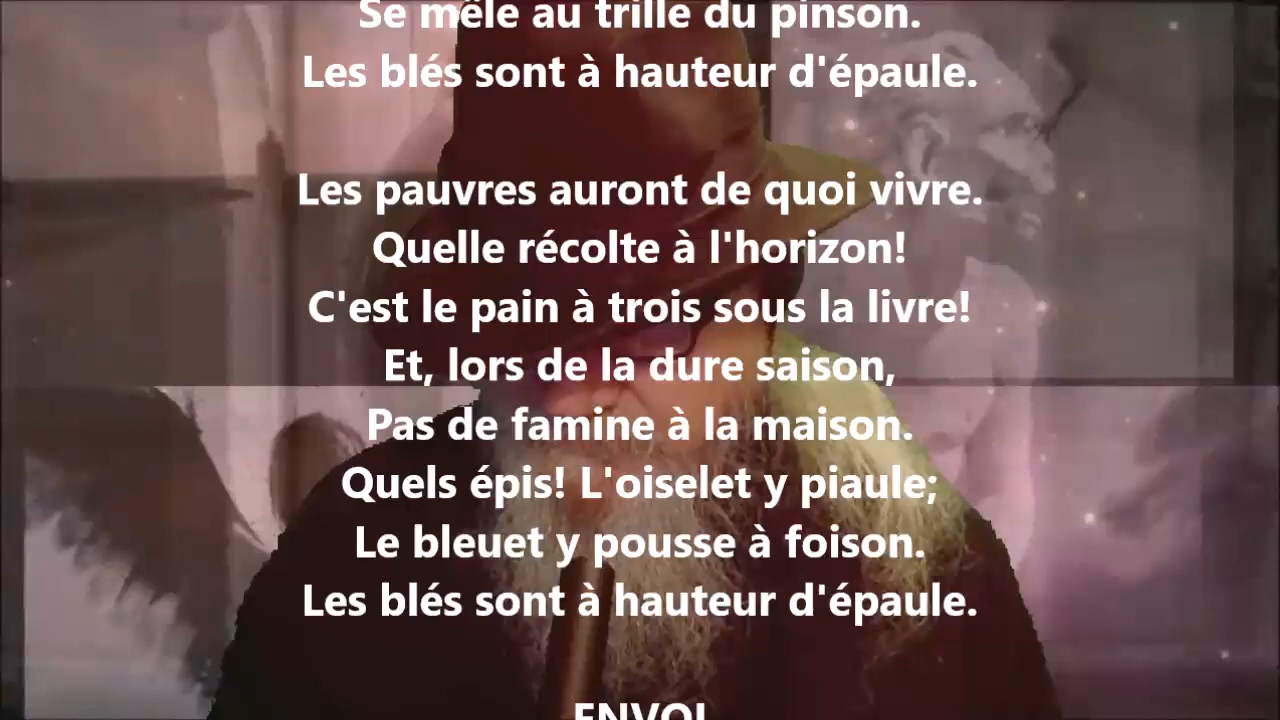 Se mêle au trille du pinson.
Les blés sont à hauteur d'épaule.
Les pauvres auront de quoi vivre.
Quelle récolte à l'horizon!
C'est le pain à trois sous la livre!
Et, lors de la dure saison,
Pas de famine à la maison.
Quels épis! L'oiselet y piaule;
Le bleuet y pousse à foison.
Les blés sont à hauteur d'épaule.
ENVOI